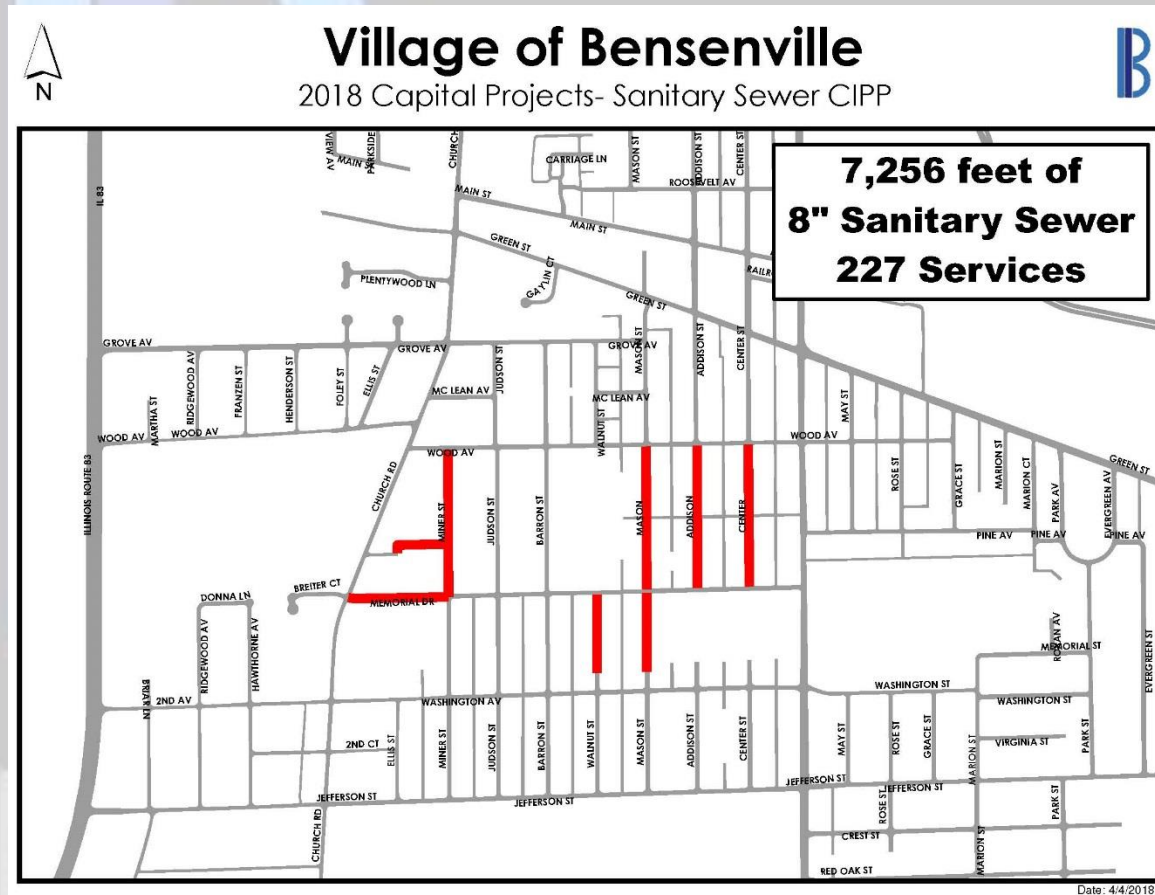 Village of Bensenville
2018 Capital Projects- Sanitary Sewer CIPP
N
B
7,256 feet of
8" Sanitary Sewer
227 Services
IL 83
VIEW AV
MAIN ST
PARKSIDE
CHURCH
CARRIAGE LN
MASON ST
ADDISON ST
CENTER ST
ROOSEVELT AV
MAIN ST
MAIN ST
GREEN ST
GAYLIN CT
PLENTYWOOD LN
GREEN ST
GROVE AV
GROVE AV
GROVE AV
MASON ST
ADDISON ST
CENTER ST
MARTHA ST
RIDGEWOOD AV
FRANZEN ST
HENDERSON ST
FOLEY ST
ELLIS ST
JUDSON ST
MC LEAN AV
MC LEAN AV
WALNUT ST
MAY ST
WOOD AV
WOOD AV
WOOD AV
WOOD AV
GREEN ST
ILLINOIS ROUTE 83
CHURCH RD
MINER ST
JUDSON ST
BARRON ST
MASON
ADDISON
CENTER
ROSE ST
GRACE ST
MARION ST
MARION CT
PARK AV
EVERGREEN AV
PINE AV
PINE AV
PINE AV
BREITER CT
DONNA LN
MEMORIAL DR
RIDGEWOOD AV
HAWTHORNE AV
MEMORIAL ST
EVERGREEN ST
BRIAR LN
2ND AV
WASHINGTON AV
WASHINGTON ST
WASHINGTON ST
2ND CT
ELLIS ST
MINER ST
JUDSON ST
BARRON ST
WALNUT ST
MASON ST
ADDISON ST
CENTER ST
MAY ST
ROSE ST
GRACE ST
MARION ST
VIRGINIA ST
PARK ST
JEFFERSON ST
JEFFERSON ST
JEFFERSON ST
JEFFERSON ST
CHURCH RD
ROSE ST
CREST ST
MARION ST
PARK ST
RED OAK ST
Date: 4/4/2018